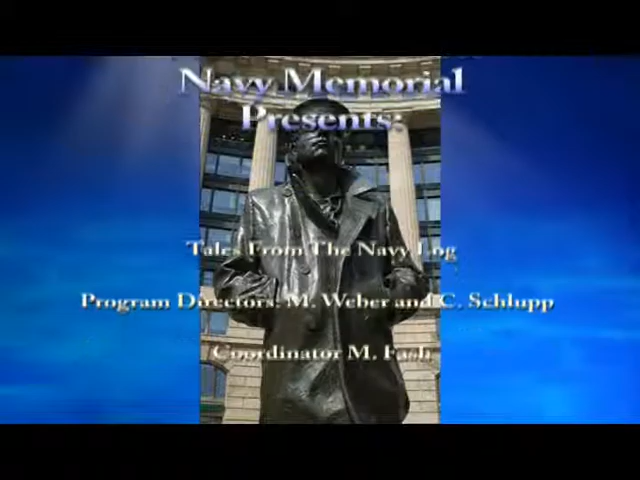 Navy Memorial
Presents:
Tales From The Navy Log
Program Directors: M. Weber and C. Schlupp
Coordinator M. Fash